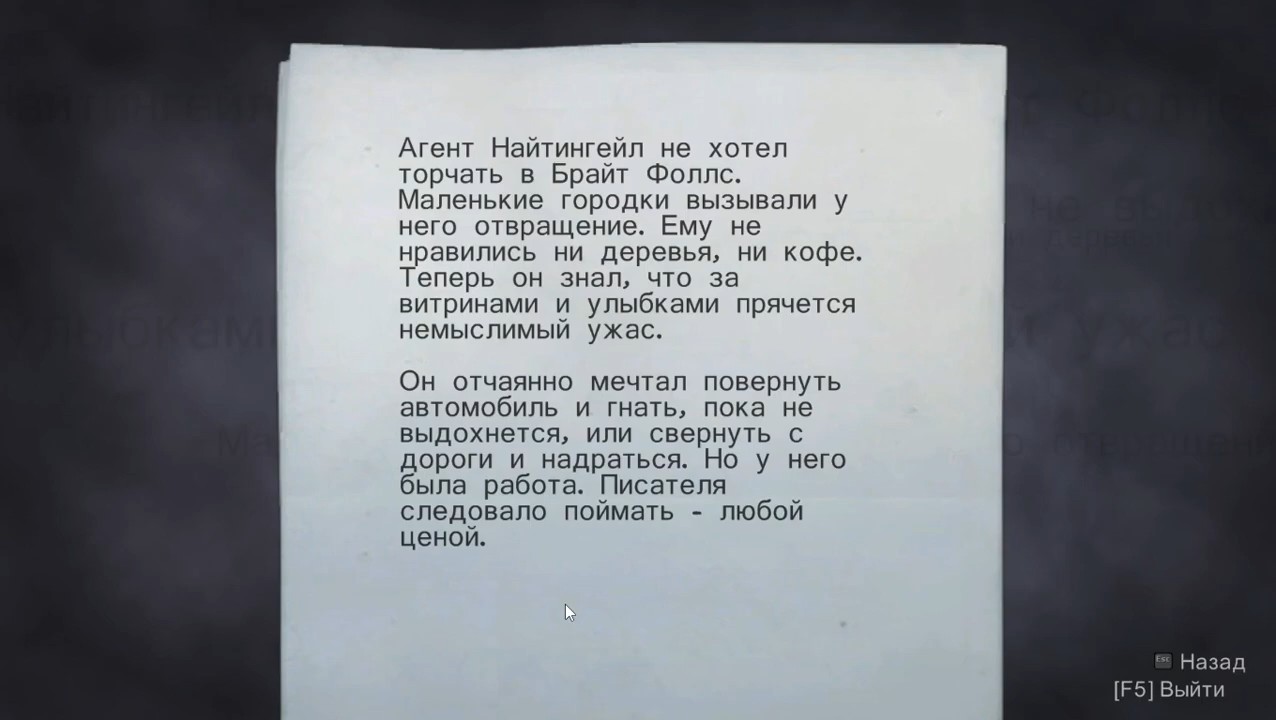 Агент Найтингейл не хотел
торчать в Брайт Фоллс.
Маленькие городки вызывали у
него отвращение. Ему не
нравились ни деревья, ни кофе.
Теперь он знал, что за
витринами и улыбками прячется
немыслимый ужас.
Он отчаянно мечтал повернуть
автомобиль и гнать, пока не
выдохнется, или свернуть с
дороги и надраться. Но у него
была работа. Писателя
следовало поймать - любой
ценой.
Esc Назад
[F5] Выйти